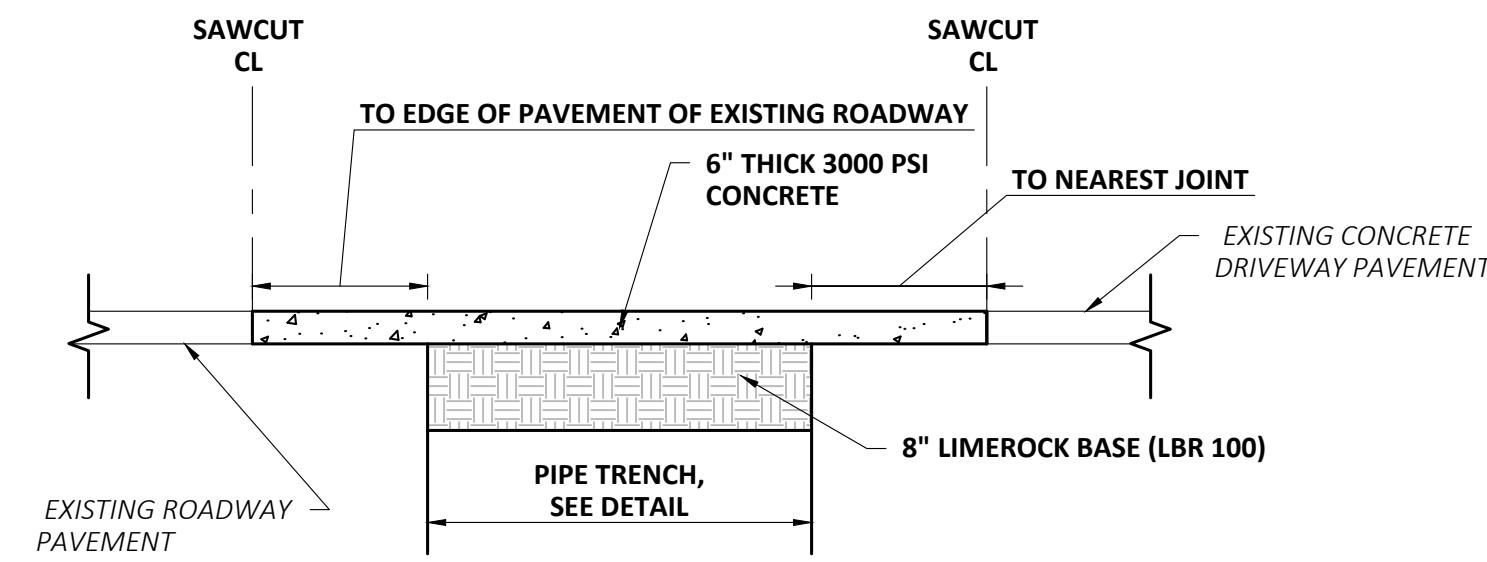 SAWCUT
CL
SAWCUT
CL
TO EDGE OF PAVEMENT OF EXISTING ROADWAY
6" THICK 3000 PSI
CONCRETE
TO NEAREST JOINT
EXISTING CONCRETE
DRIVEWAY PAVEMENT
8" LIMEROCK BASE (LBR 100)
PIPE TRENCH,
SEE DETAIL
EXISTING ROADWAY
PAVEMENT